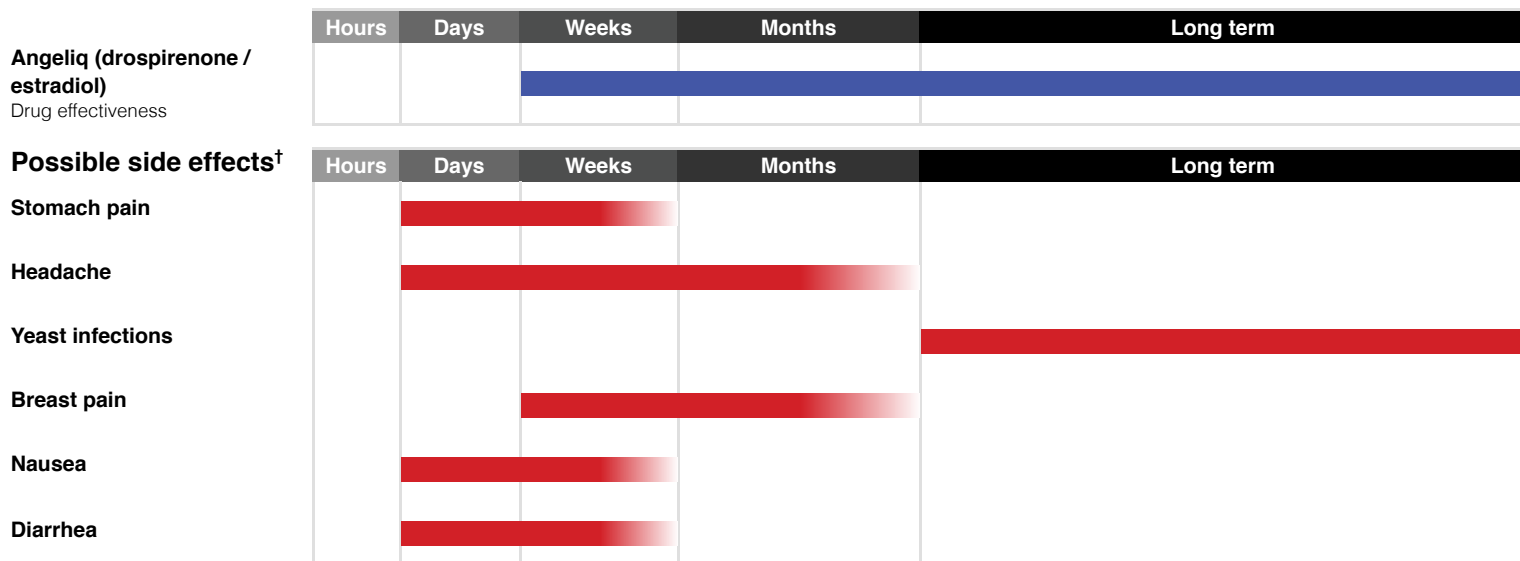 Hours Days Weeks Months Long term
Angeliq (drospirenone /
estradiol)
Drug effectiveness
Possible side effects† Hours Days Weeks Months Long term
Stomach pain
Headache
Yeast infections
Breast pain
Nausea
Diarrhea